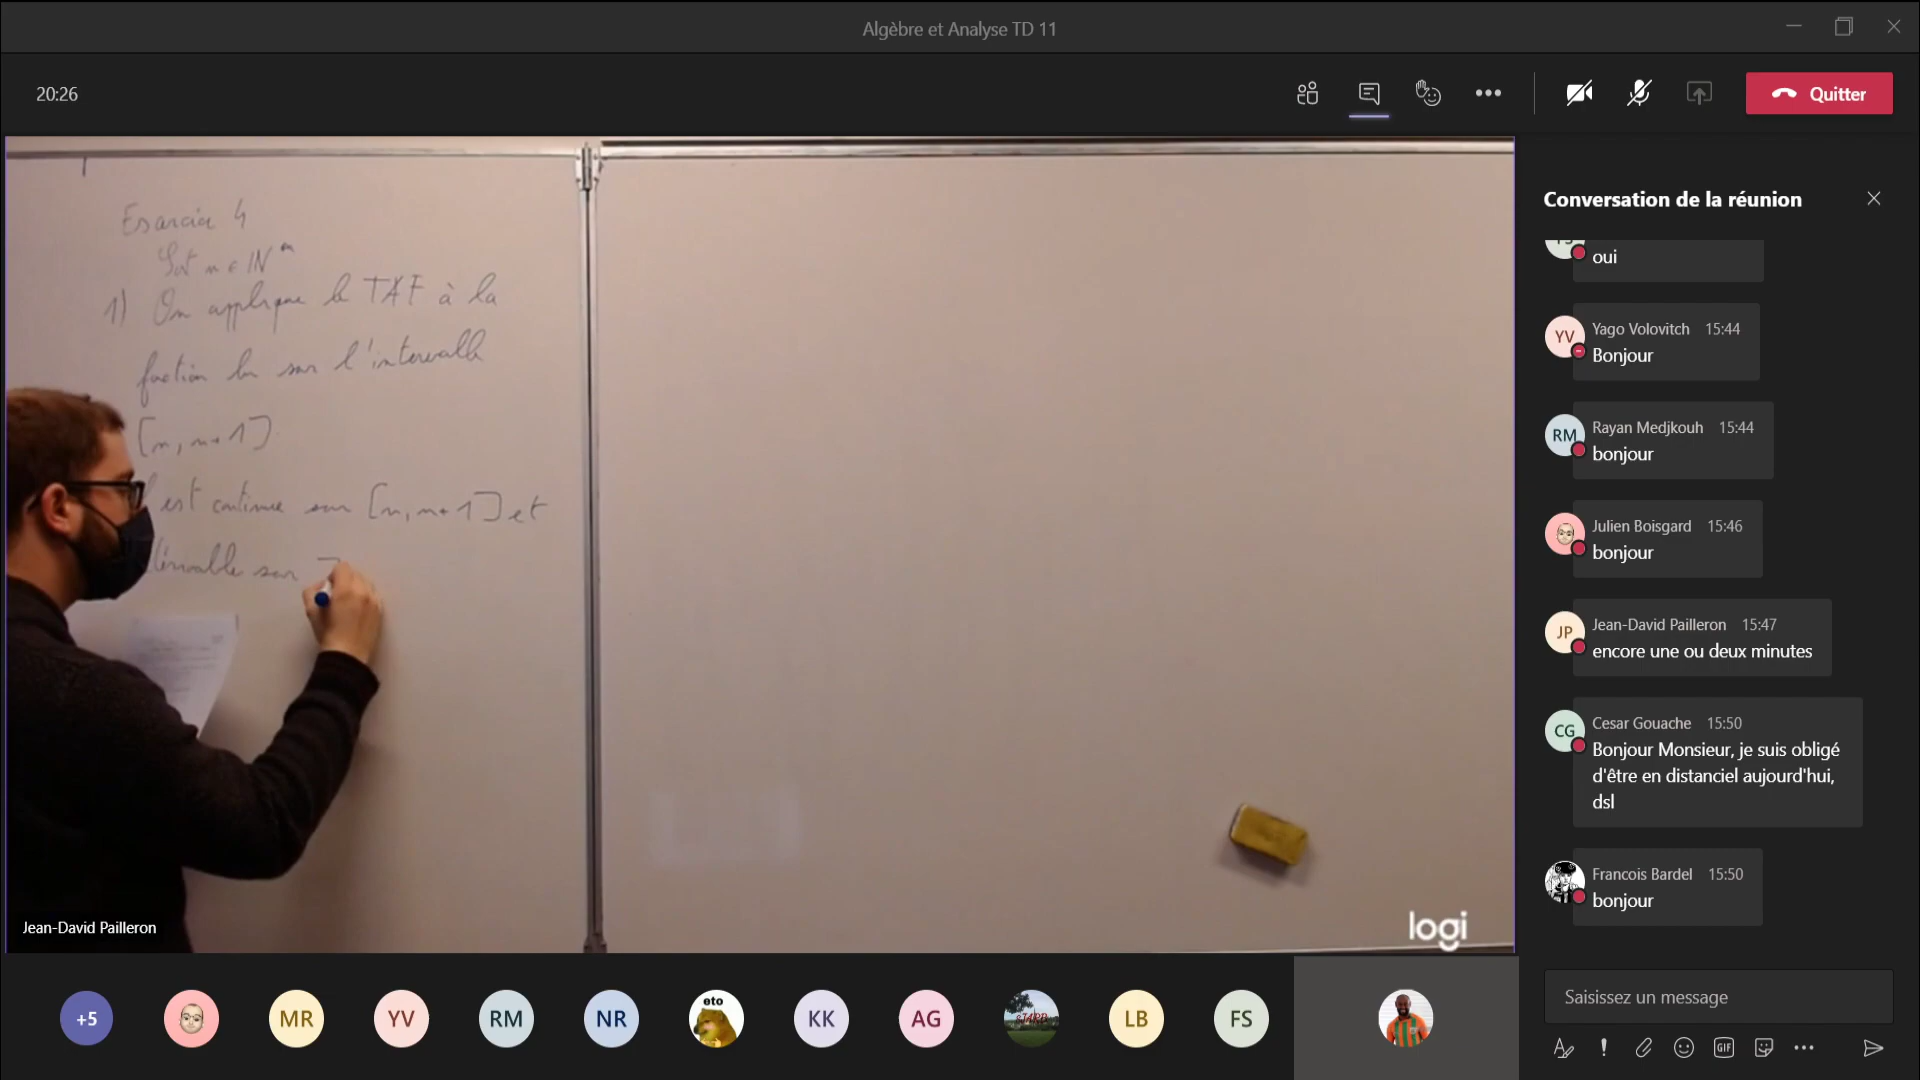 Algèbre et Analyse TD 11
20:26
Quitter
Exercice 4
Soit n ∈ IN*
1) On applique le TAF à la
fonction ln sur l'intervalle
[n, n+1]
est continue sur [n, n+1] et
dérivable sur ]
Jean-David Pailleron
logi
Conversation de la réunion
oui
YV
Yago Volovitch 15:44
Bonjour
RM
Rayan Medjkouh 15:44
bonjour
Julien Boisgard 15:46
bonjour
JP
Jean-David Pailleron 15:47
encore une ou deux minutes
CG
Cesar Gouache 15:50
Bonjour Monsieur, je suis obligé
d'être en distanciel aujourd'hui,
dsl
Francois Bardel 15:50
bonjour
Saisissez un message
GIF
+5
MR
YV
RM
NR
eto
KK
AG
LB
FS